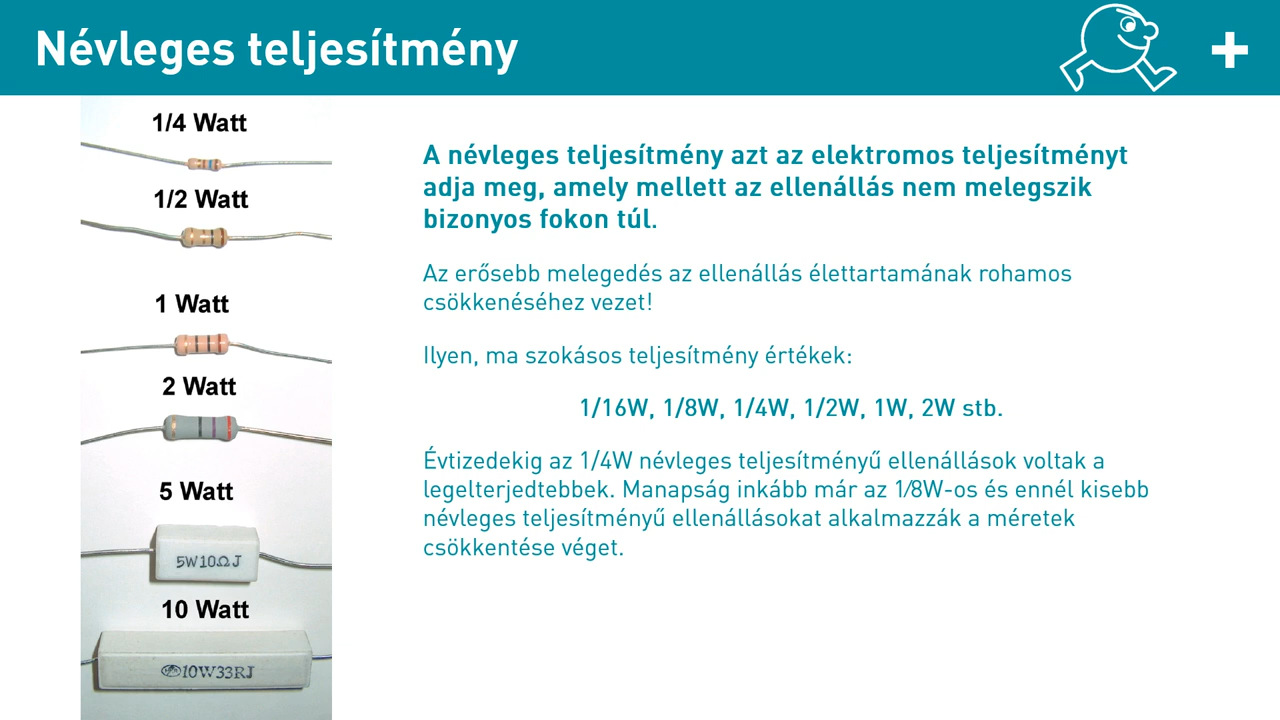 Névleges teljesítmény
1/4 Watt
1/2 Watt
1 Watt
2 Watt
5 Watt
5W10ΩJ
10 Watt
10W33RJ
A névleges teljesítmény azt az elektromos teljesítményt
adja meg, amely mellett az ellenállás nem melegszik
bizonyos fokon túl.
Az erősebb melegedés az ellenállás élettartamának rohamos
csökkenéséhez vezet!
Ilyen, ma szokásos teljesítmény értékek:
1/16W, 1/8W, 1/4W, 1/2W, 1W, 2W stb.
Évtizedekig az 1/4W névleges teljesítményű ellenállások voltak a
legelterjedtebbek. Manapság inkább már az 1/8W-os és ennél kisebb
névleges teljesítményű ellenállásokat alkalmazzák a méretek
csökkentése véget.